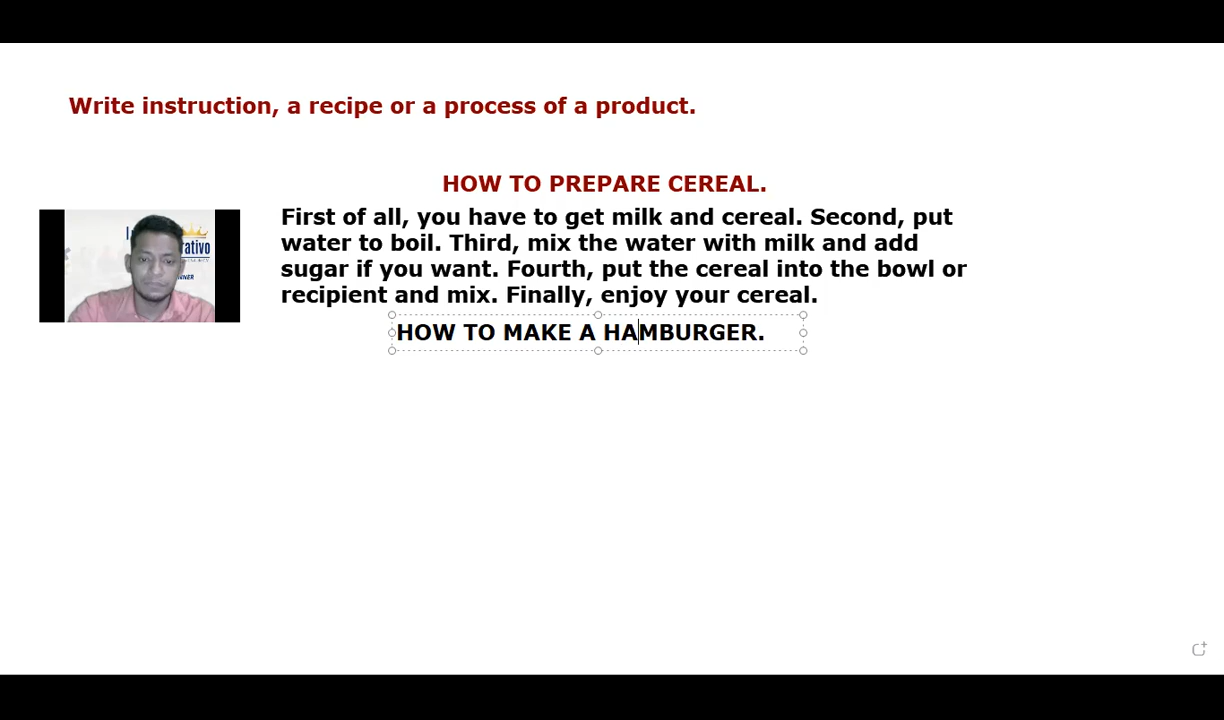 Write instruction, a recipe or a process of a product.
HOW TO PREPARE CEREAL.
First of all, you have to get milk and cereal. Second, put
water to boil. Third, mix the water with milk and add
sugar if you want. Fourth, put the cereal into the bowl or
recipient and mix. Finally, enjoy your cereal.
HOW TO MAKE A HAMBURGER.